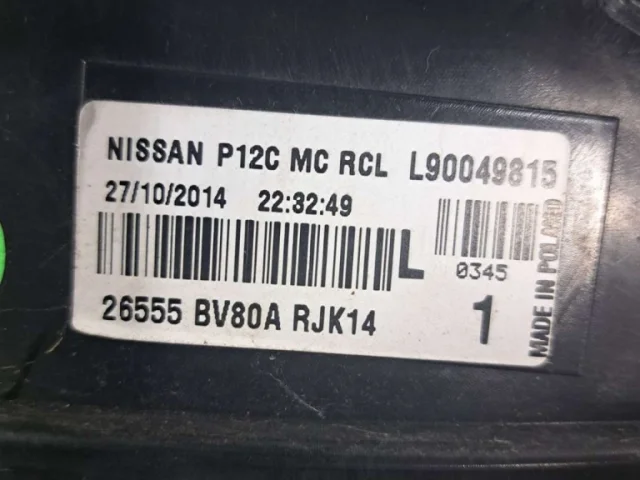 NISSAN P12C MC RCL L90049815
27/10/2014 22:32:49
L
0345
26555 BV80A RJK14
1
MADE IN POLAND